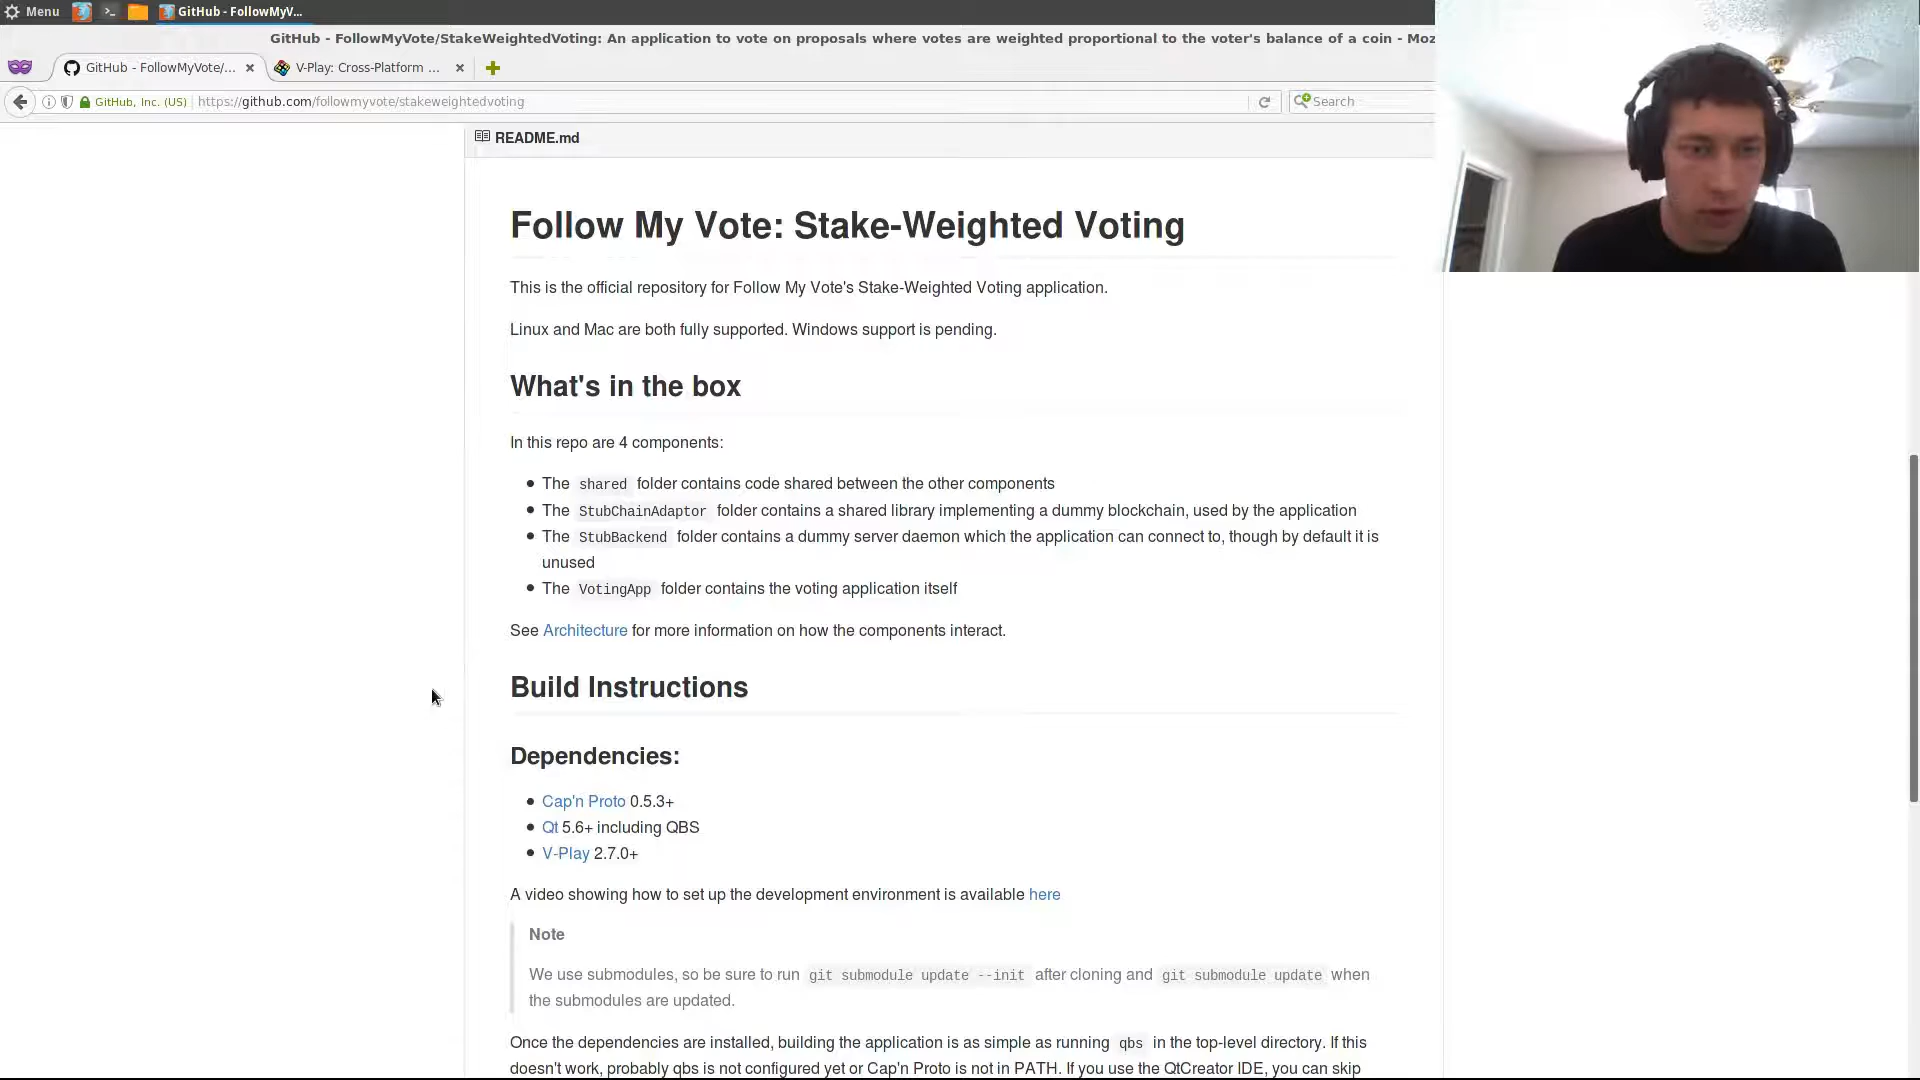 Menu
GitHub - FollowMyV...
GitHub - FollowMyVote/StakeWeightedVoting: An application to vote on proposals where votes are weighted proportional to the voter's balance of a coin - Moz
GitHub - FollowMyVote/...
V-Play: Cross-Platform ...
GitHub, Inc. (US)
https://github.com/followmyvote/stakeweightedvoting
Search
README.md
Follow My Vote: Stake-Weighted Voting
This is the official repository for Follow My Vote's Stake-Weighted Voting application.
Linux and Mac are both fully supported. Windows support is pending.
What's in the box
In this repo are 4 components:
The shared folder contains code shared between the other components
The StubChainAdaptor folder contains a shared library implementing a dummy blockchain, used by the application
The StubBackend folder contains a dummy server daemon which the application can connect to, though by default it is
unused
The VotingApp folder contains the voting application itself
See Architecture for more information on how the components interact.
Build Instructions
Dependencies:
Cap'n Proto 0.5.3+
Qt 5.6+ including QBS
V-Play 2.7.0+
A video showing how to set up the development environment is available here
Note
We use submodules, so be sure to run git submodule update --init after cloning and git submodule update when
the submodules are updated.
Once the dependencies are installed, building the application is as simple as running qbs in the top-level directory. If this
doesn't work, probably qbs is not configured yet or Cap'n Proto is not in PATH. If you use the QtCreator IDE, you can skip